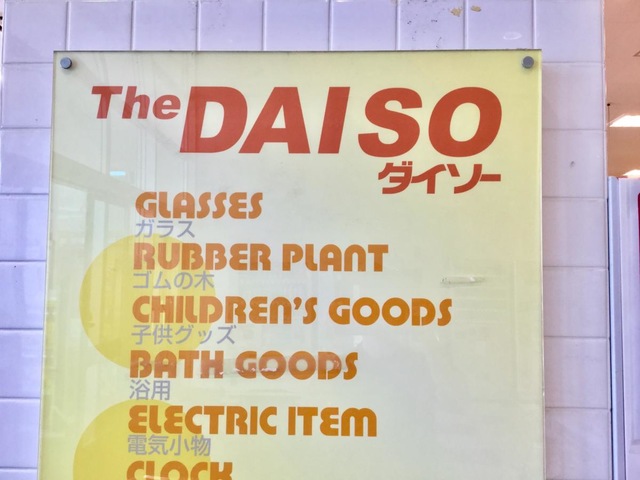 The DAISO
ダイソー
GLASSES
ガラス
RUBBER PLANT
ゴムの木
CHILDREN'S GOODS
子供グッズ
BATH GOODS
浴用
ELECTRIC ITEM
電気小物
CLOCK